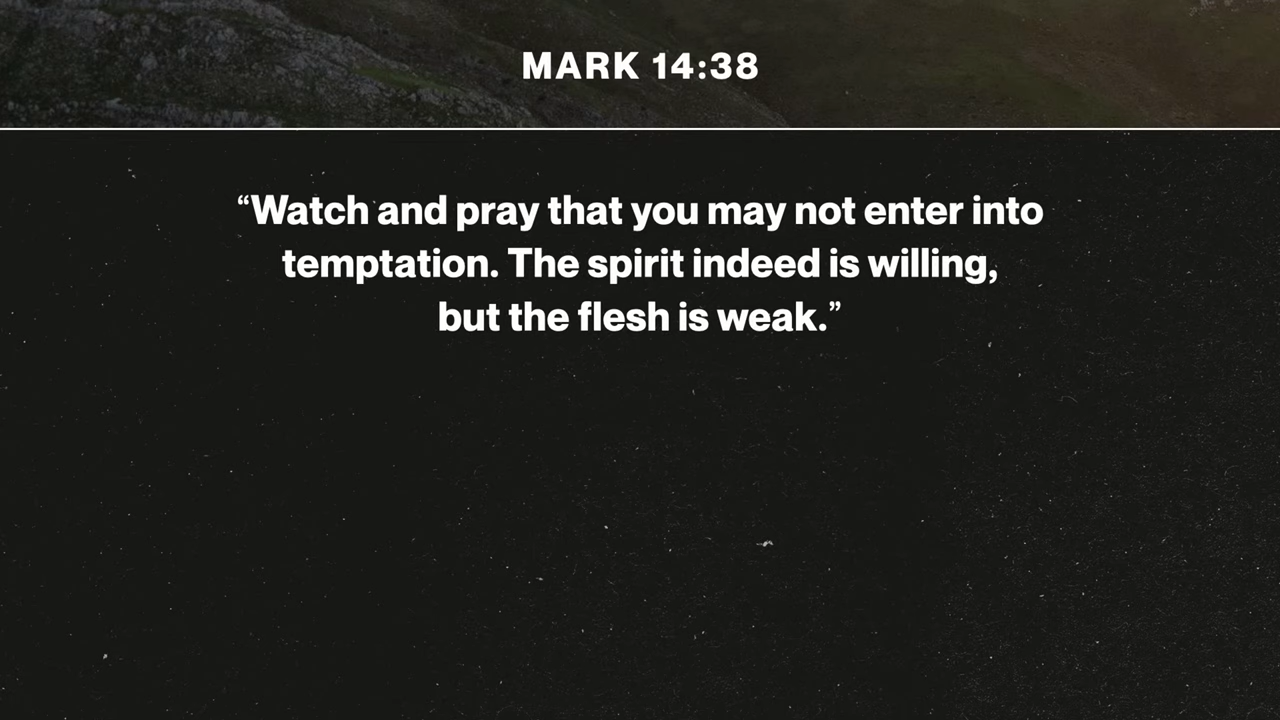 MARK 14:38
“Watch and pray that you may not enter into
temptation. The spirit indeed is willing,
but the flesh is weak.”